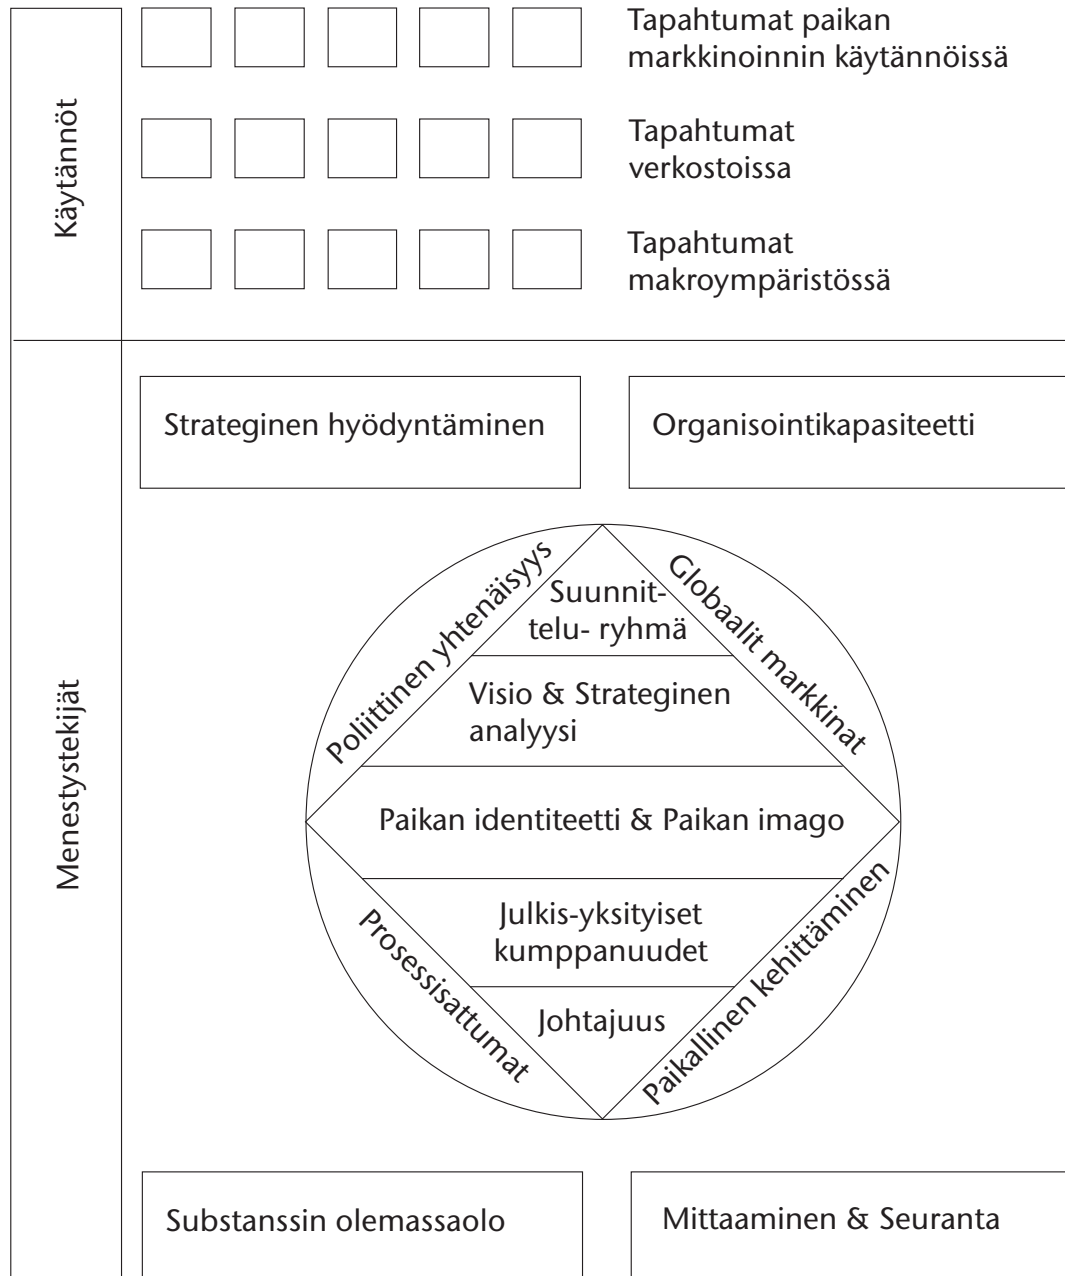 Käytännöt
Tapahtumat paikan
markkinoinnin käytännöissä
Tapahtumat
verkostoissa
Tapahtumat
makroympäristössä
Menestystekijät
Strateginen hyödyntäminen
Organisointikapasiteetti
Poliittinen yhtenäisyys
Globaalit markkinat
Suunnit-
telu- ryhmä
Visio & Strateginen
analyysi
Paikan identiteetti & Paikan imago
Julkis-yksityiset
kumppanuudet
Johtajuus
Prosessisattumat
Paikallinen kehittäminen
Substanssin olemassaolo
Mittaaminen & Seuranta